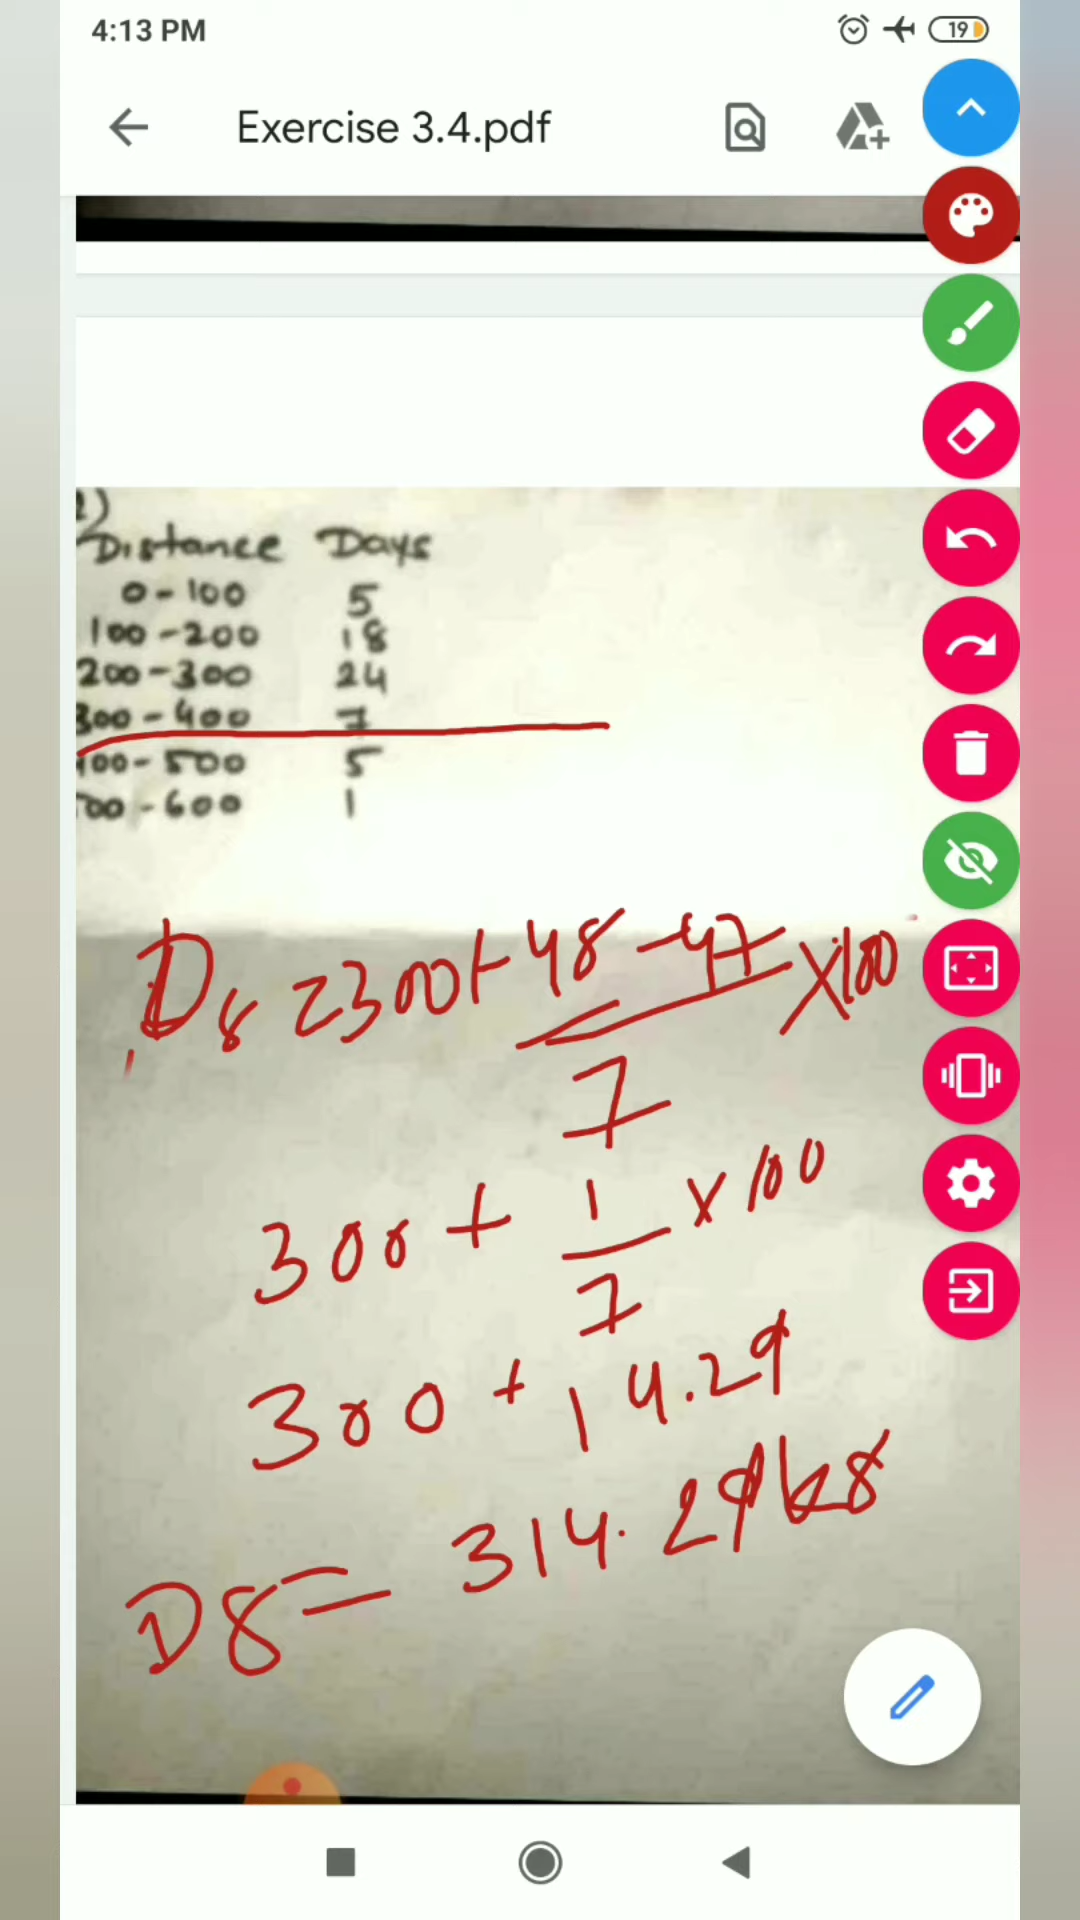 4:13 PM
19
Exercise 3.4.pdf
2)
Distance Days
0-100 5
100-200 18
200-300 24
300-400 7
400-500 5
500-600 1
D8 = 300 + 48 - 47 × 100
7
300 + 1 × 100
7
300 + 14.29
D8 = 314.29